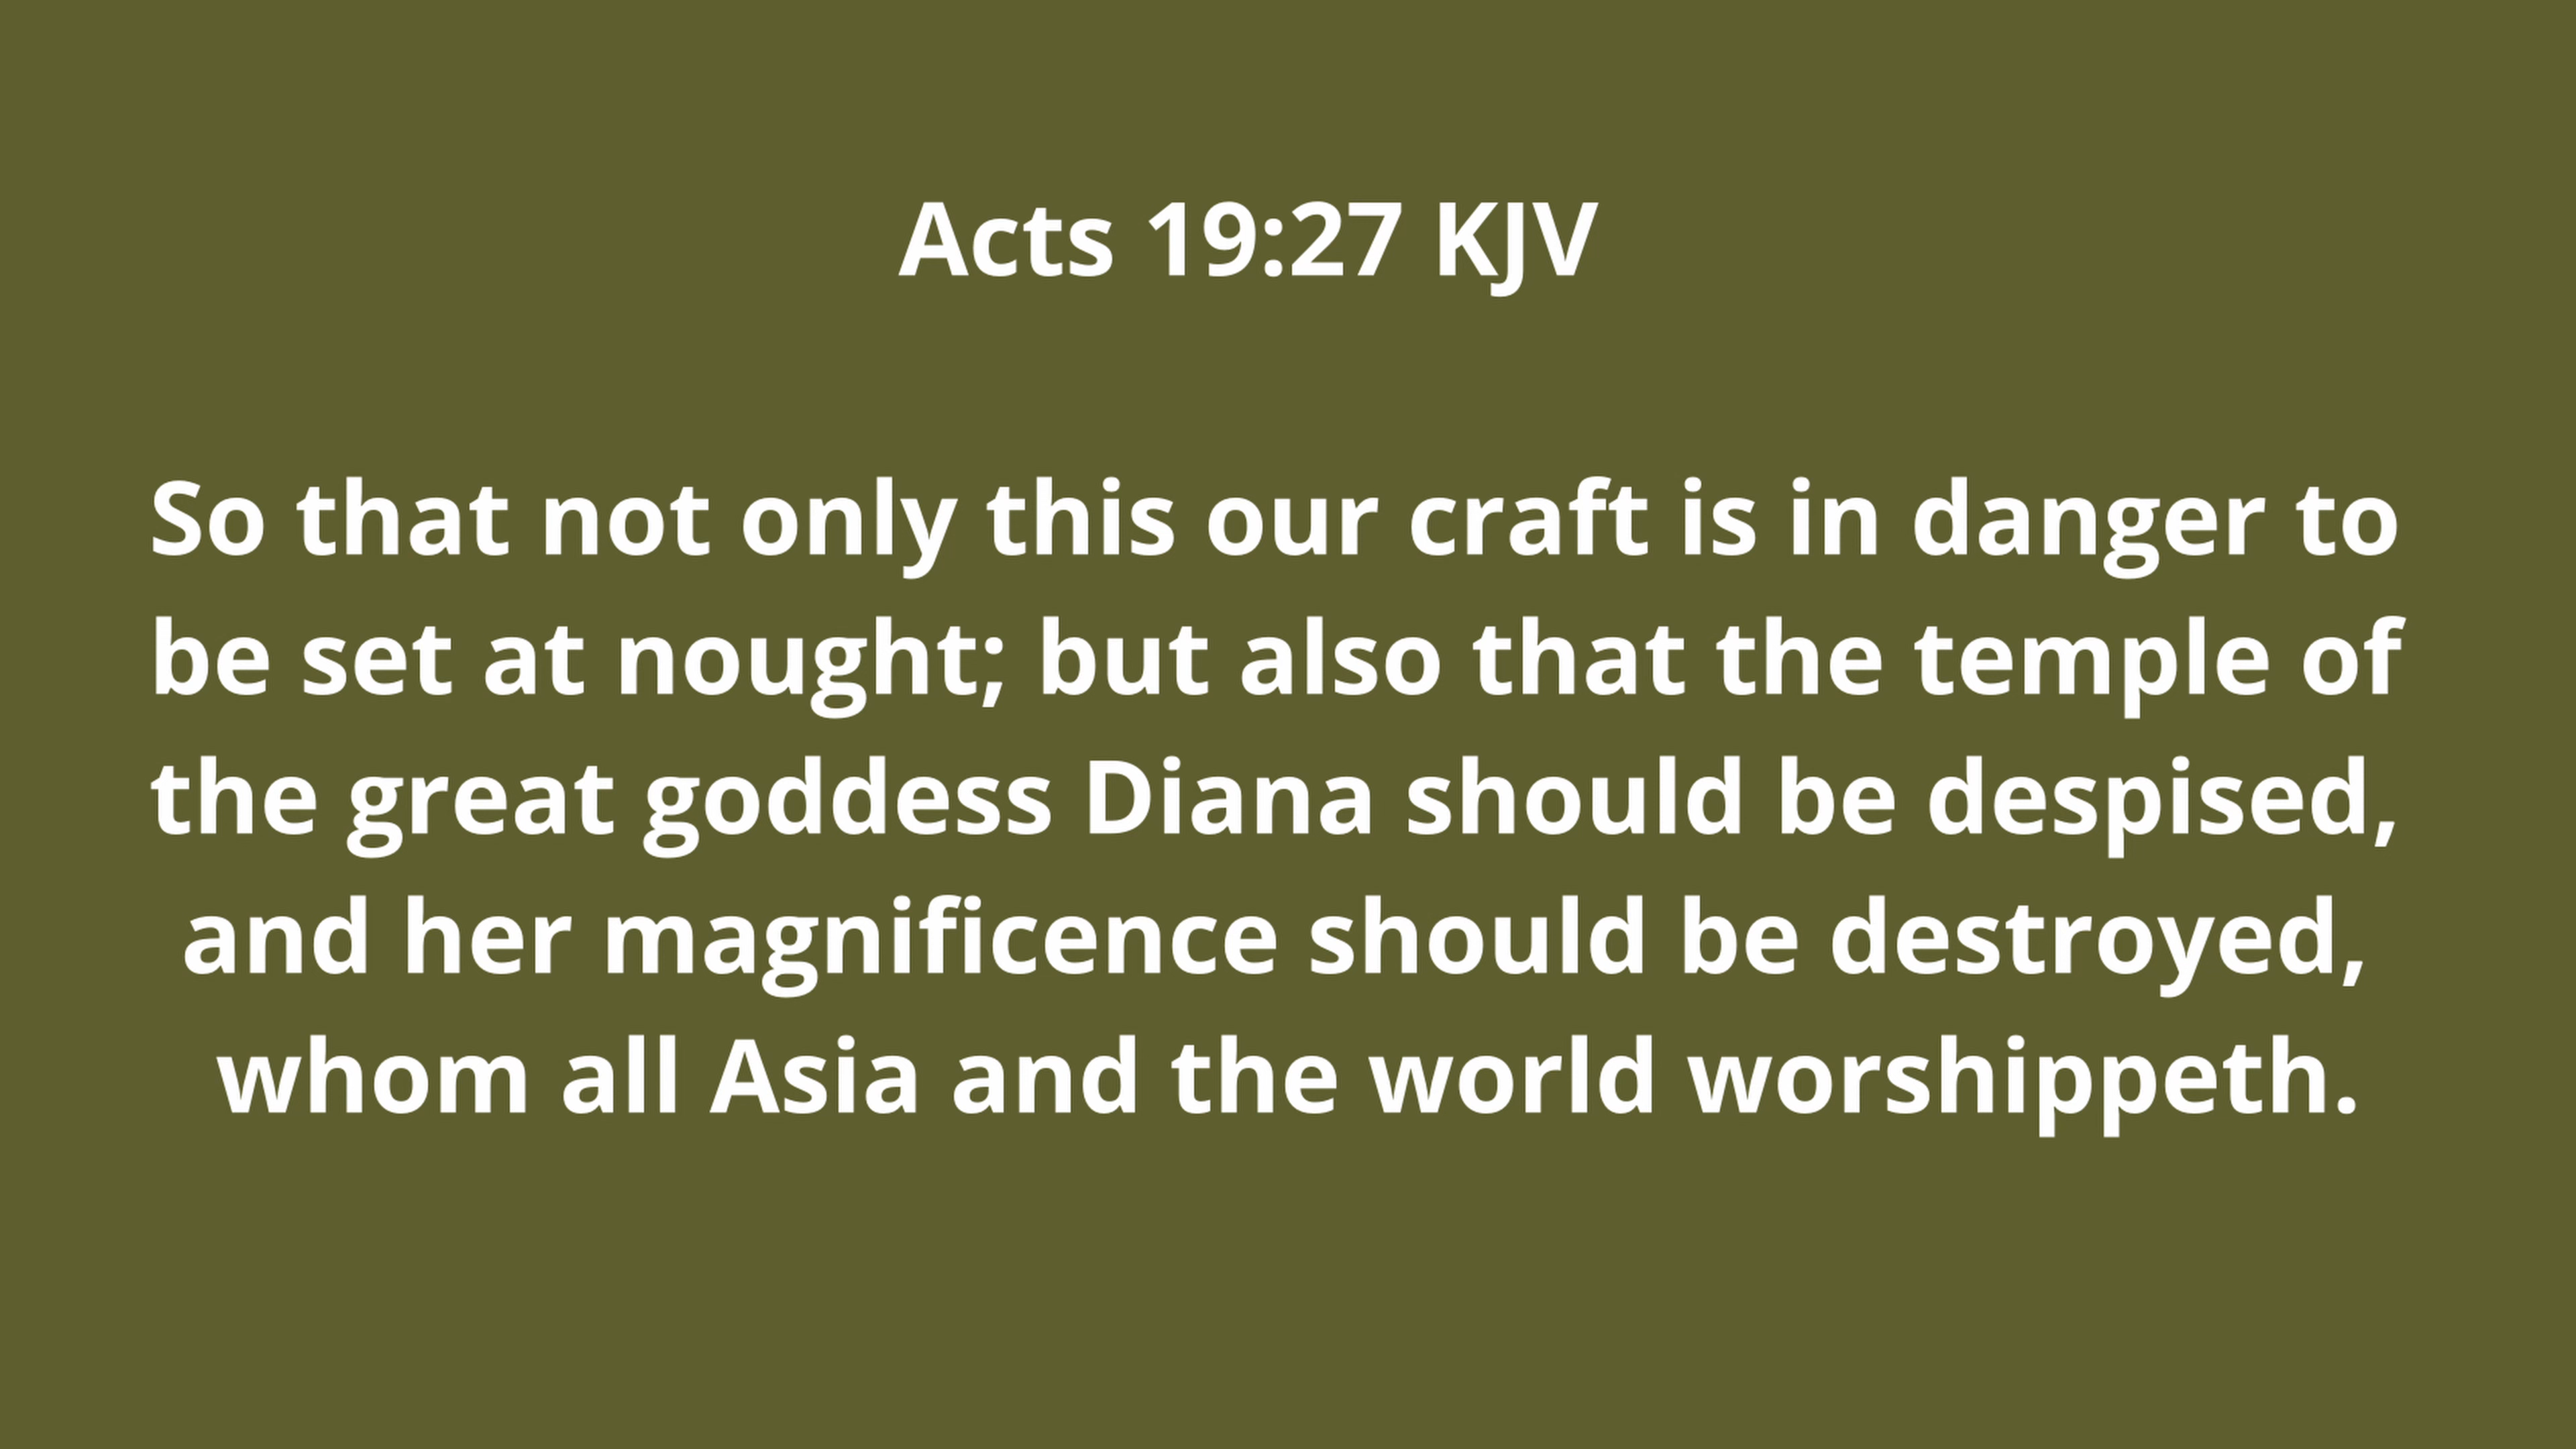 Acts 19:27 KJV
So that not only this our craft is in danger to
be set at nought; but also that the temple of
the great goddess Diana should be despised,
and her magnificence should be destroyed,
whom all Asia and the world worshippeth.